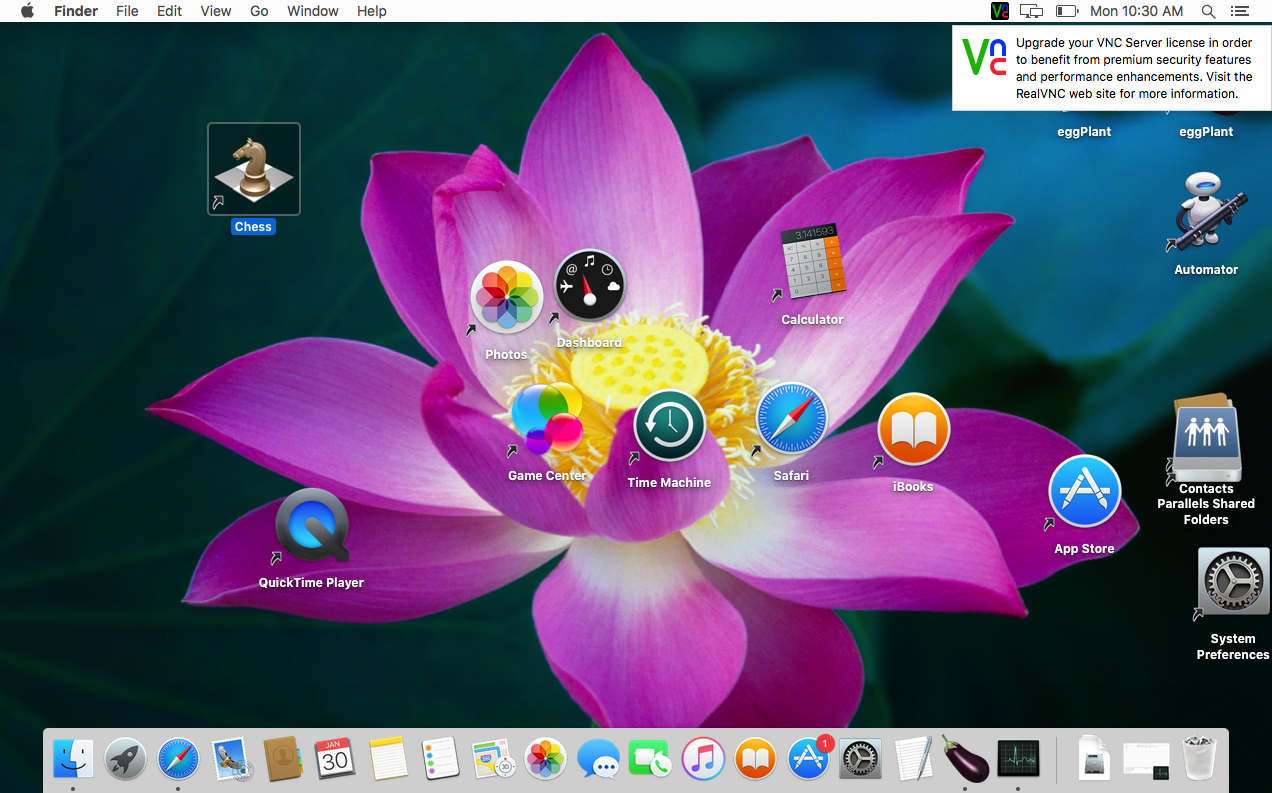 Finder File Edit View Go Window Help
Mon 10:30 AM
Upgrade your VNC Server license in order
to benefit from premium security features
and performance enhancements. Visit the
RealVNC web site for more information.
eggPlant
eggPlant
Chess
Automator
3.141593
Calculator
Photos
Dashboard
Game Center
Time Machine
Safari
iBooks
Contacts
Parallels Shared
Folders
App Store
QuickTime Player
System
Preferences
JAN
30
3D
1